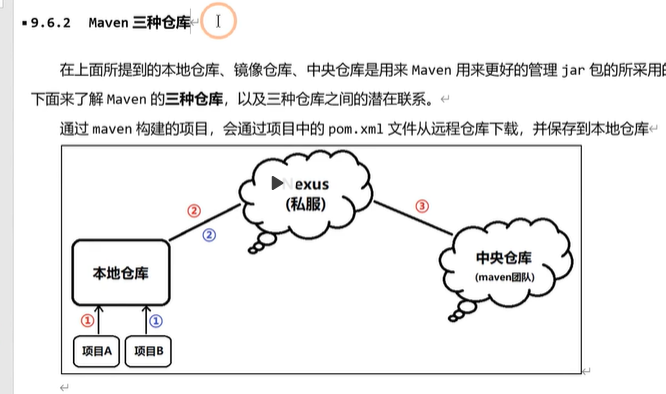 9.6.2 Maven 三种仓库
在上面所提到的本地仓库、镜像仓库、中央仓库是用来 Maven 用来更好的管理 jar 包的所采用的
下面来了解 Maven 的三种仓库，以及三种仓库之间的潜在联系。
通过 maven 构建的项目，会通过项目中的 pom.xml 文件从远程仓库下载，并保存到本地仓库
Nexus
(私服)
②
③
②
中央仓库
(maven团队)
本地仓库
①
①
项目A
项目B